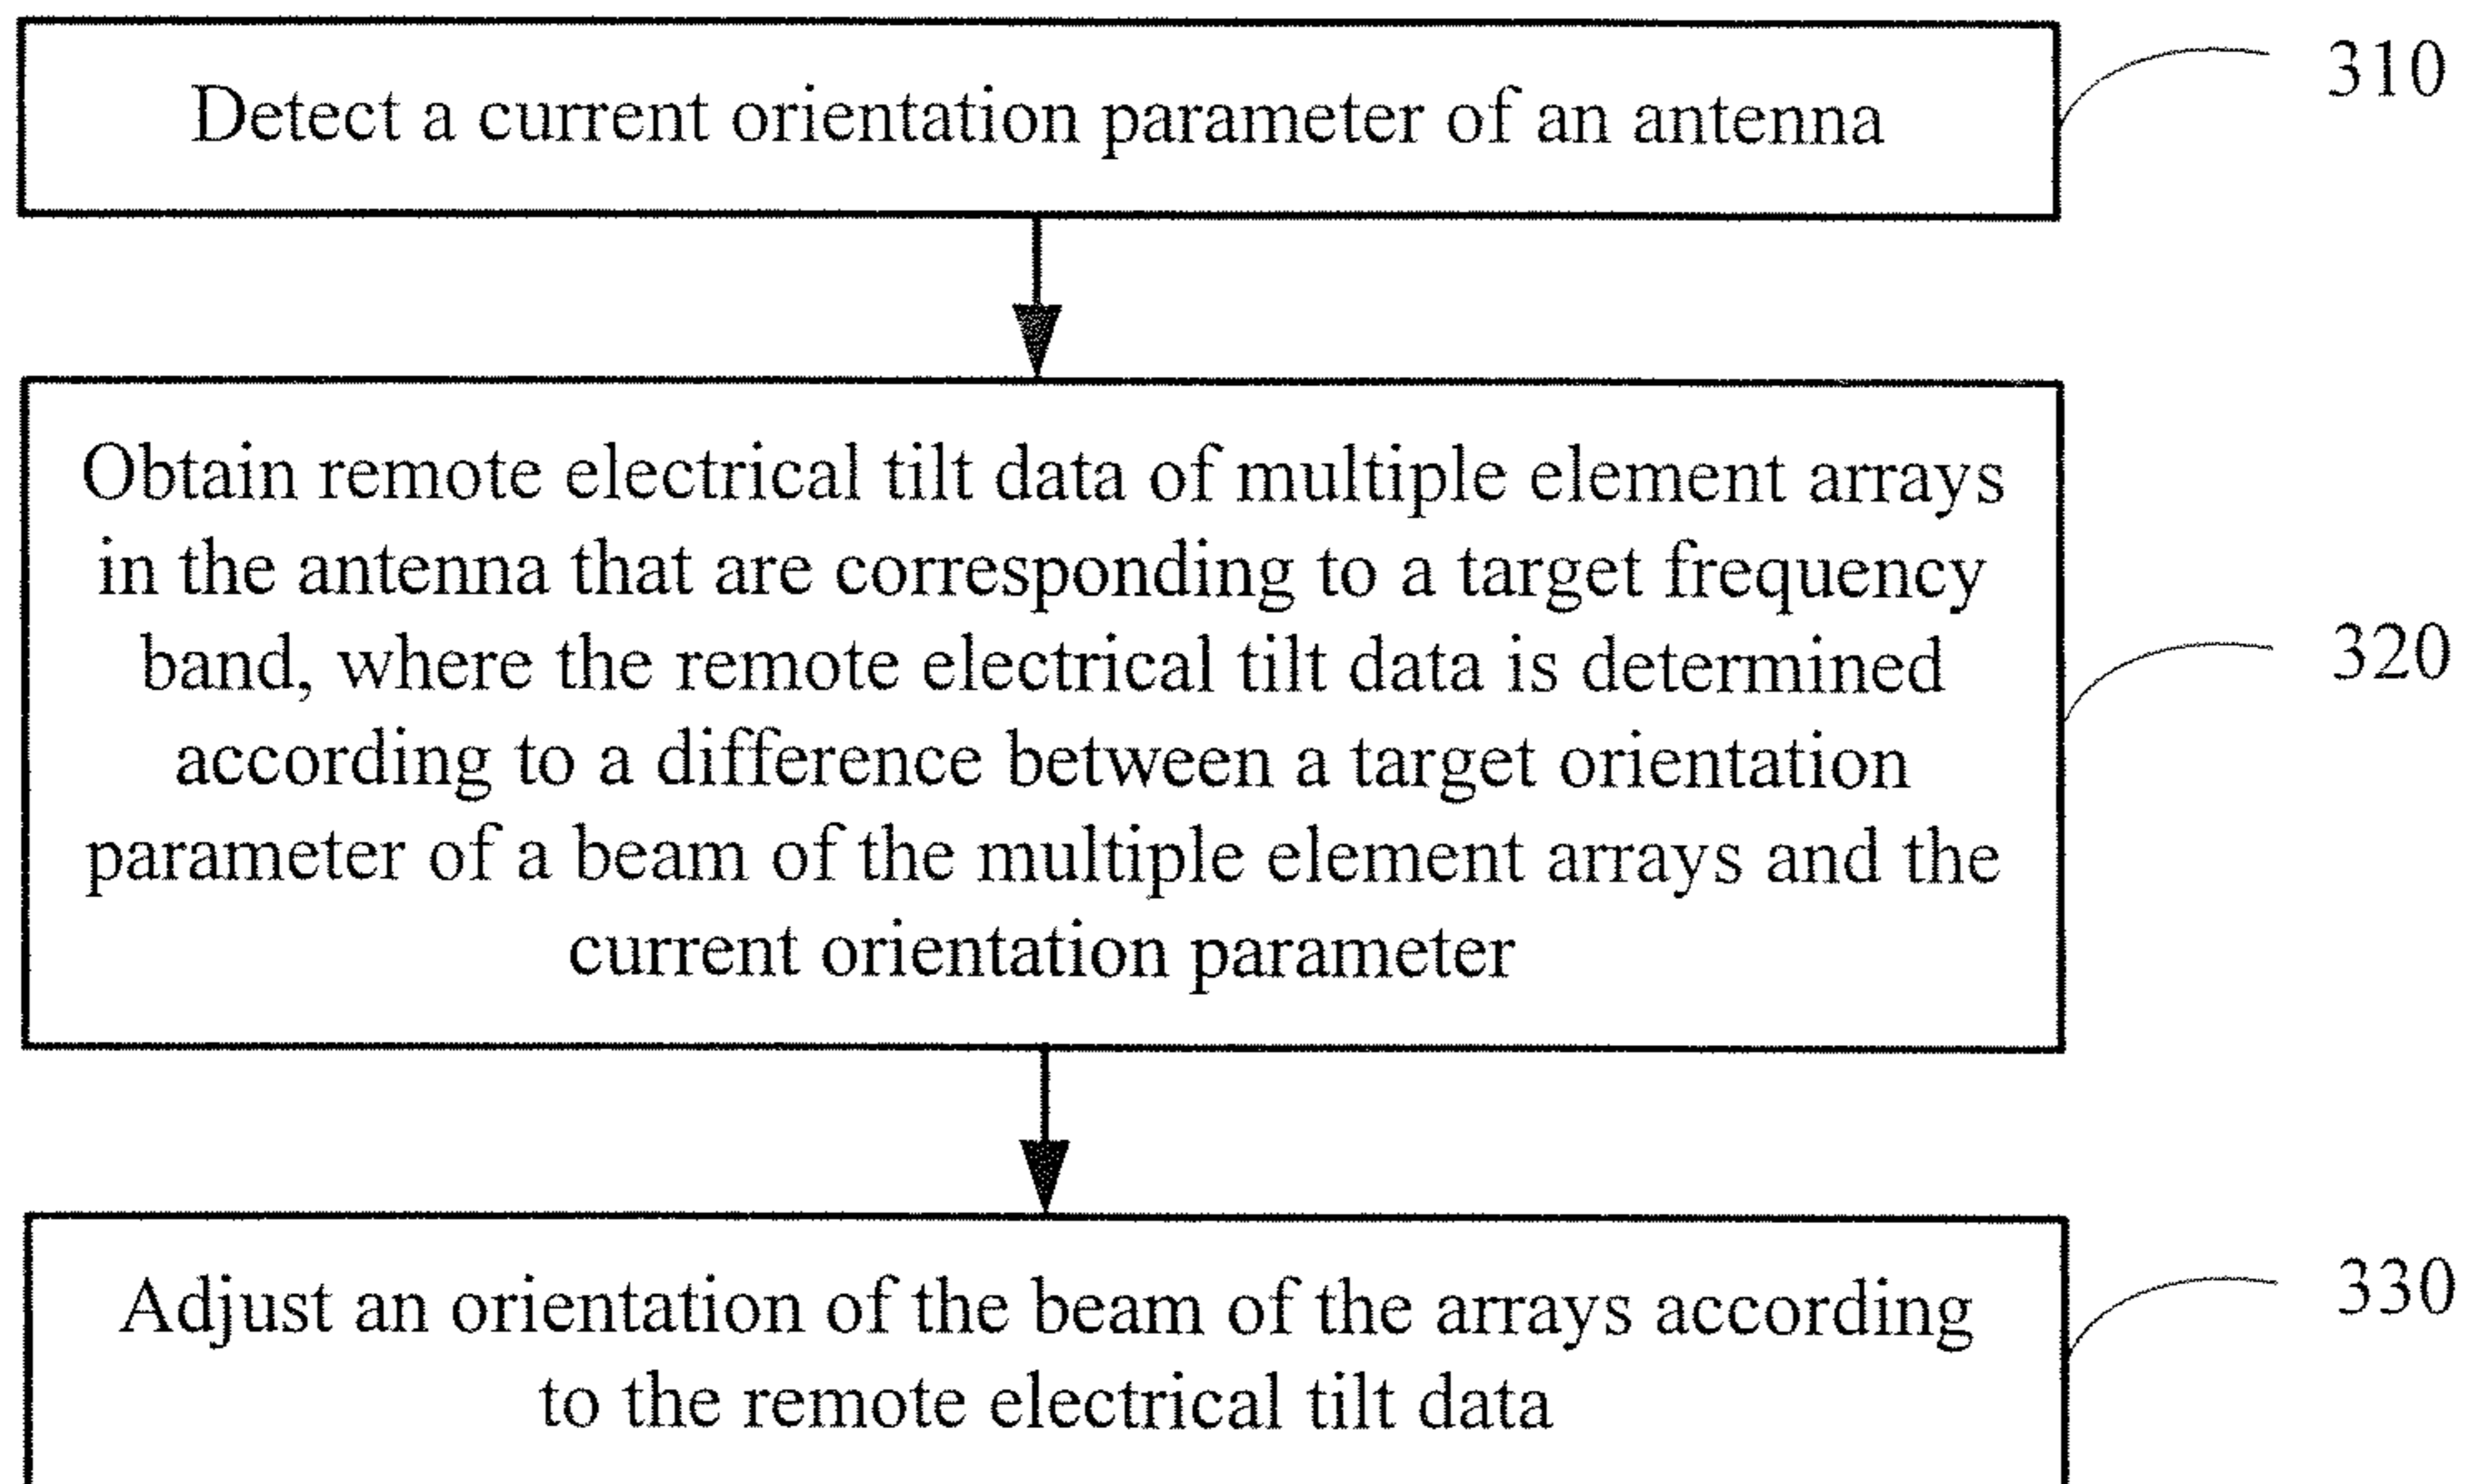 Detect a current orientation parameter of an antenna
310
Obtain remote electrical tilt data of multiple element arrays
in the antenna that are corresponding to a target frequency
band, where the remote electrical tilt data is determined
320
according to a difference between a target orientation
parameter of a beam of the multiple element arrays and the
current orientation parameter
Adjust an orientation of the beam of the arrays according
330
to the remote electrical tilt data